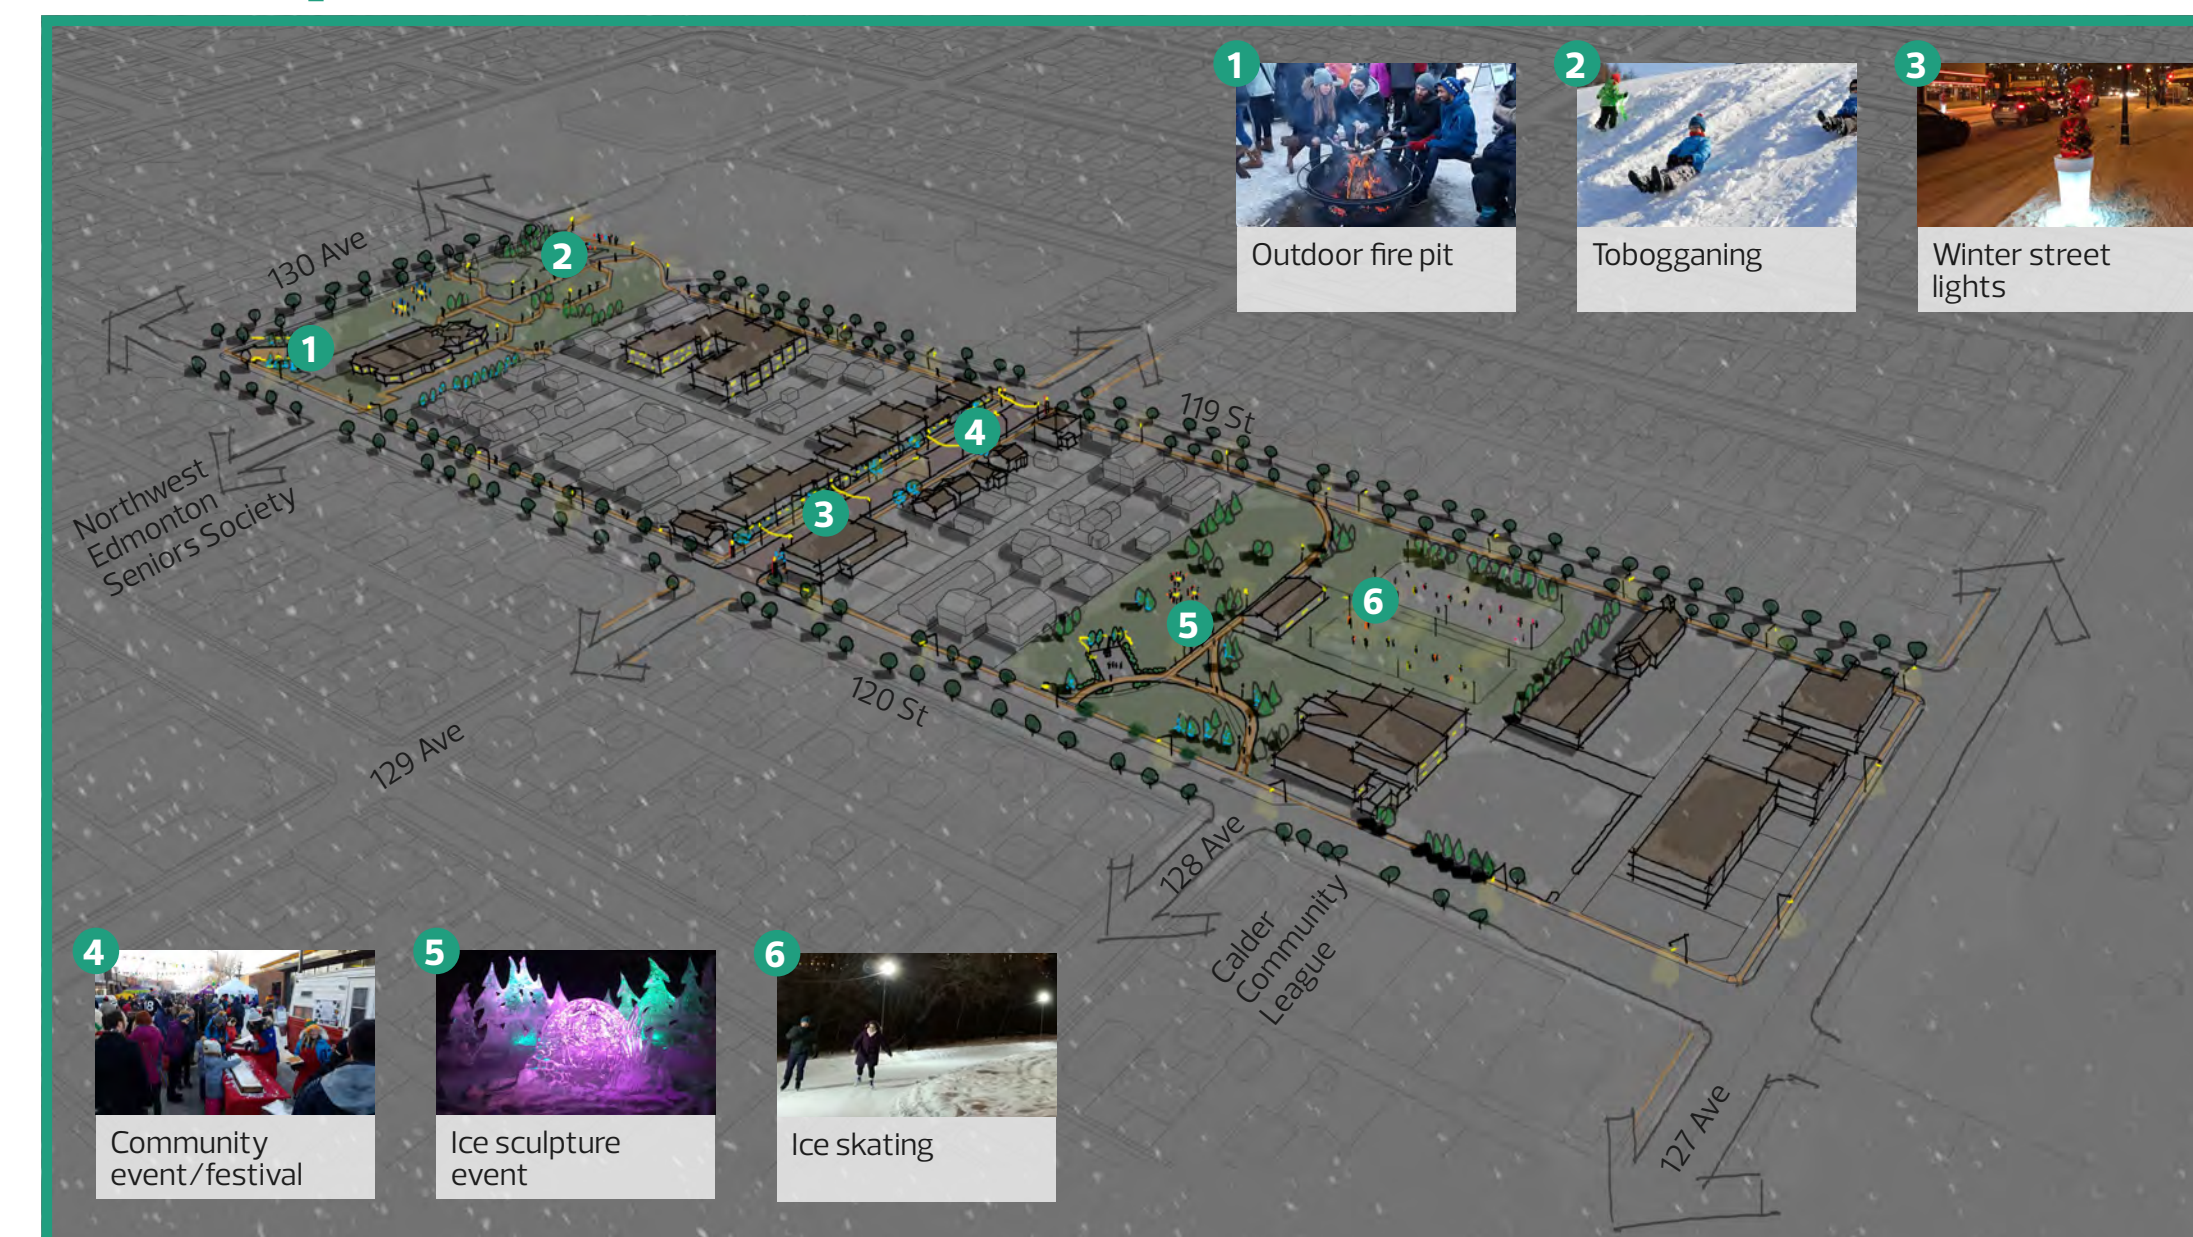 1
2
3
Outdoor fire pit
Tobogganing
Winter street
lights
130 Ave
2
1
119 St
4
3
Northwest
Edmonton
Seniors Society
6
5
120 St
129 Ave
128 Ave
Calder
Community
League
127 Ave
4
5
6
Community
event/festival
Ice sculpture
event
Ice skating